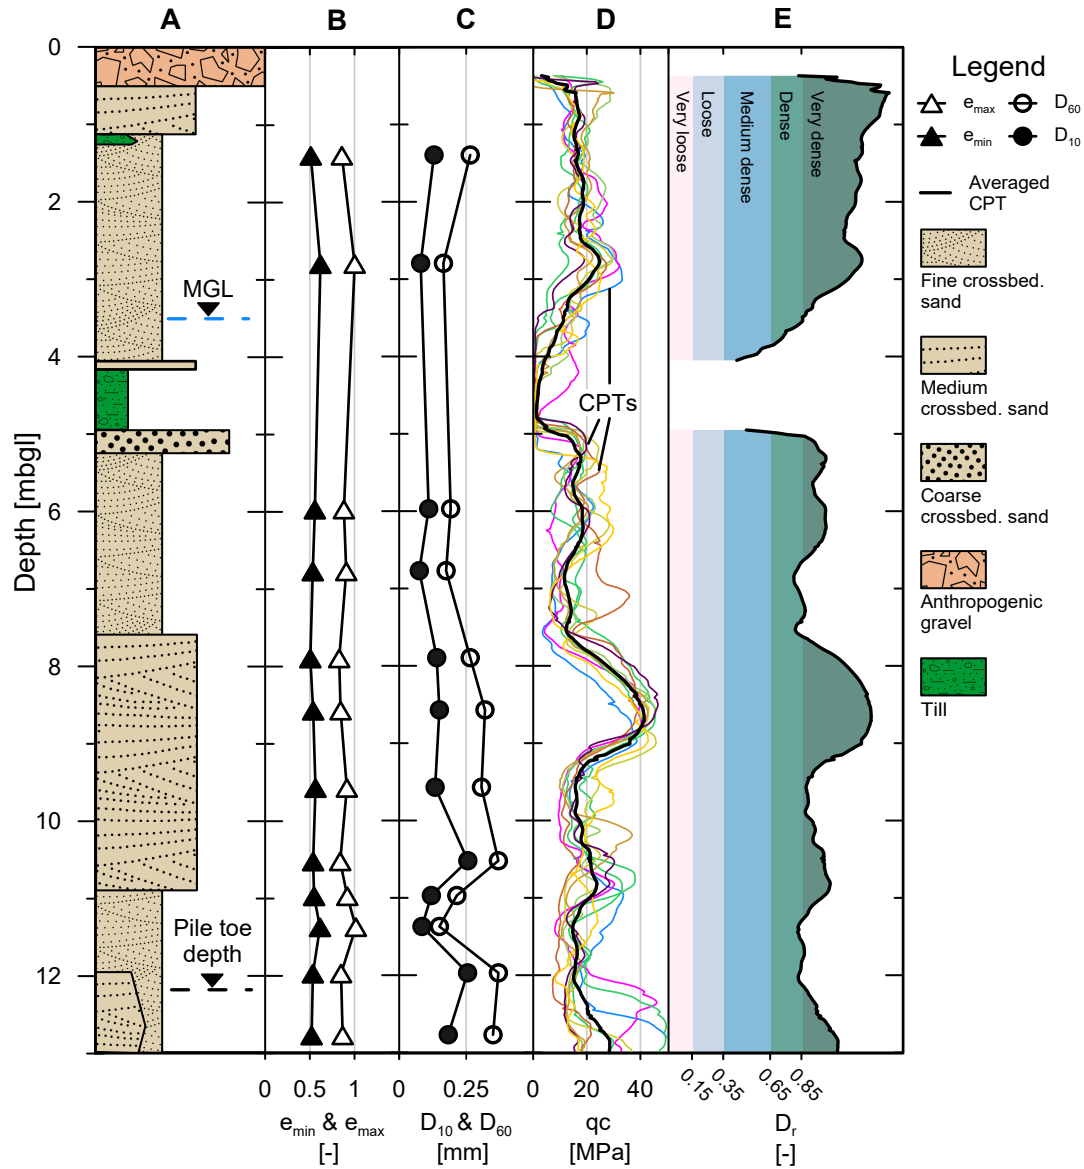 A B C D E
0
2
4
6
8
10
12
Depth [mbgl]
MGL
Pile toe
depth
CPTs
Very loose
Loose
Medium dense
Dense
Very dense
0 0.5 1
e_min & e_max
[-]
0 0.25
D_10 & D_60
[mm]
0 20 40
qc
[MPa]
0.15 0.35 0.65 0.85
D_r
[-]
Legend
e_max D_60
e_min D_10
Averaged
CPT
Fine crossbed.
sand
Medium
crossbed. sand
Coarse
crossbed. sand
Anthropogenic
gravel
Till